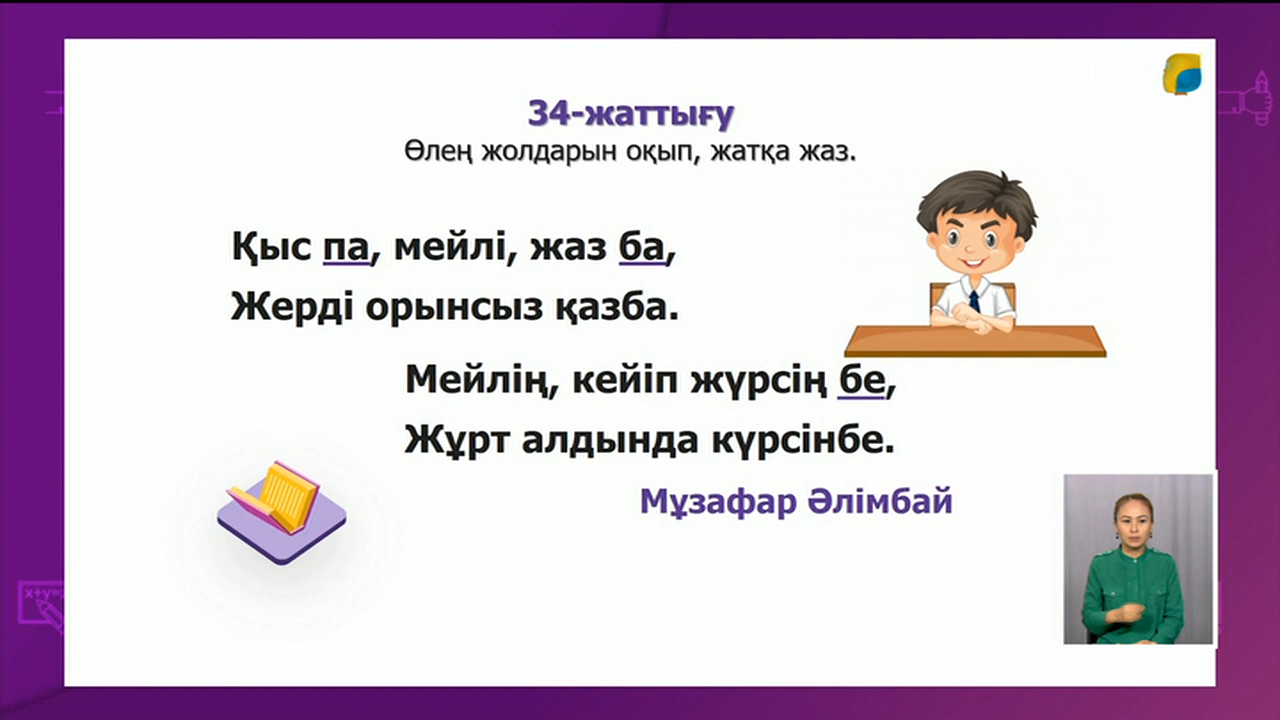 34-жаттығу
Өлең жолдарын оқып, жатқа жаз.
Қыс па, мейлі, жаз ба,
Жерді орынсыз қазба.
Мейлің, кейіп жүрсің бе,
Жұрт алдында күрсінбе.
Мұзафар Әлімбай
x+y=